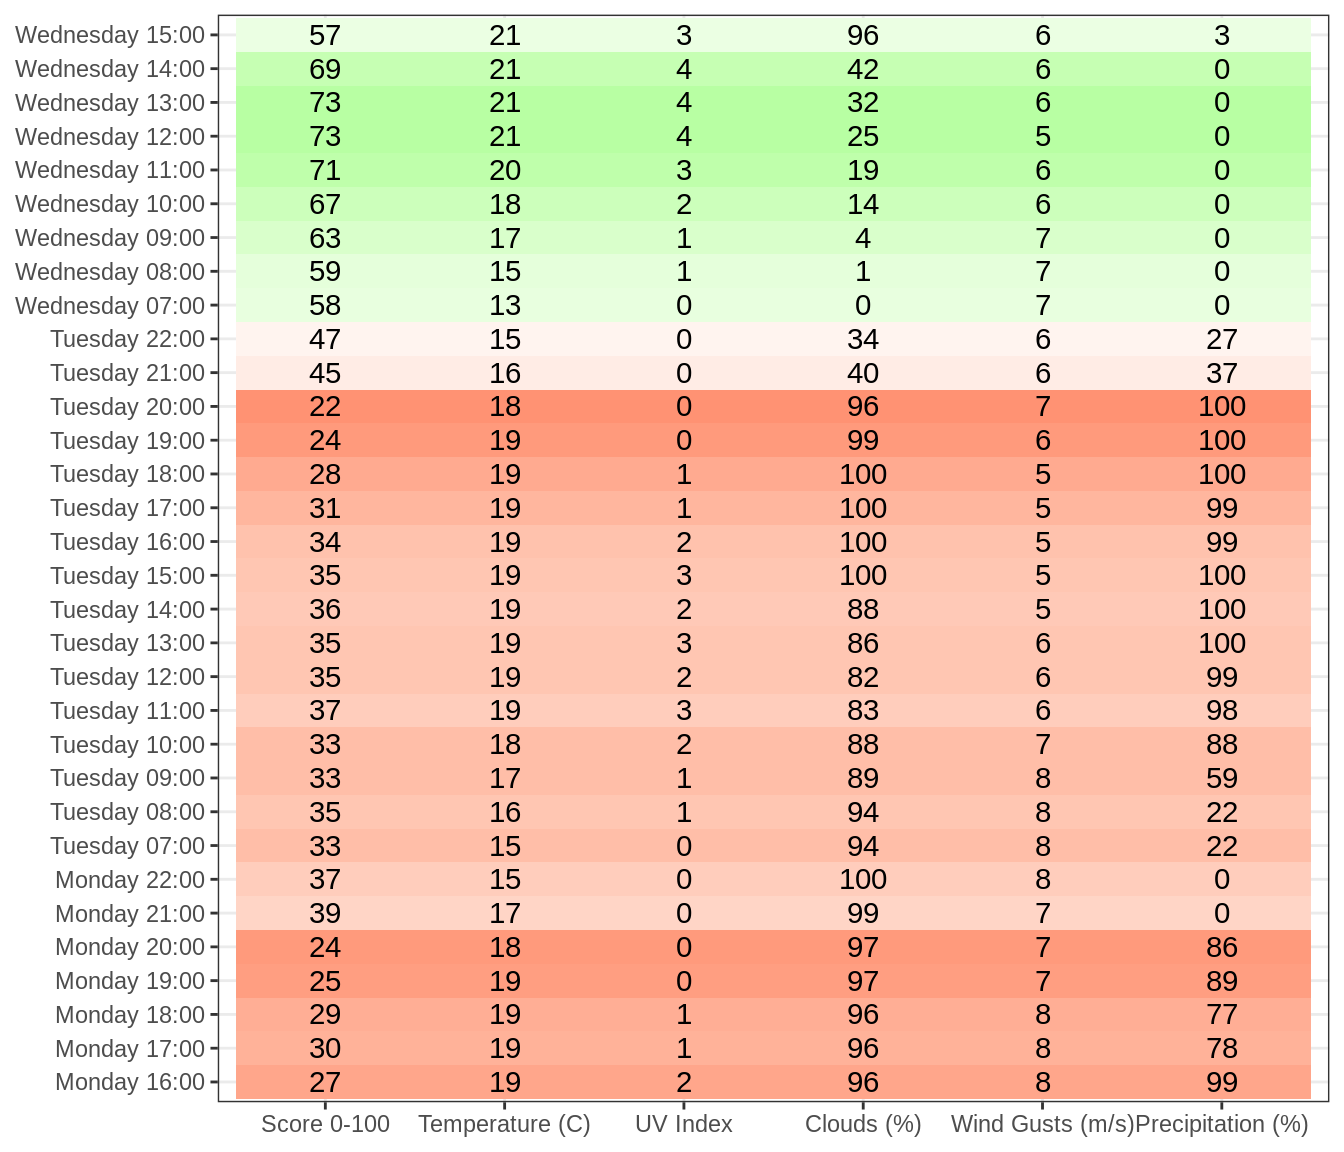 Wednesday 15:00 57 21 3 96 6 3
Wednesday 14:00 69 21 4 42 6 0
Wednesday 13:00 73 21 4 32 6 0
Wednesday 12:00 73 21 4 25 5 0
Wednesday 11:00 71 20 3 19 6 0
Wednesday 10:00 67 18 2 14 6 0
Wednesday 09:00 63 17 1 4 7 0
Wednesday 08:00 59 15 1 1 7 0
Wednesday 07:00 58 13 0 0 7 0
Tuesday 22:00 47 15 0 34 6 27
Tuesday 21:00 45 16 0 40 6 37
Tuesday 20:00 22 18 0 96 7 100
Tuesday 19:00 24 19 0 99 6 100
Tuesday 18:00 28 19 1 100 5 100
Tuesday 17:00 31 19 1 100 5 99
Tuesday 16:00 34 19 2 100 5 99
Tuesday 15:00 35 19 3 100 5 100
Tuesday 14:00 36 19 2 88 5 100
Tuesday 13:00 35 19 3 86 6 100
Tuesday 12:00 35 19 2 82 6 99
Tuesday 11:00 37 19 3 83 6 98
Tuesday 10:00 33 18 2 88 7 88
Tuesday 09:00 33 17 1 89 8 59
Tuesday 08:00 35 16 1 94 8 22
Tuesday 07:00 33 15 0 94 8 22
Monday 22:00 37 15 0 100 8 0
Monday 21:00 39 17 0 99 7 0
Monday 20:00 24 18 0 97 7 86
Monday 19:00 25 19 0 97 7 89
Monday 18:00 29 19 1 96 8 77
Monday 17:00 30 19 1 96 8 78
Monday 16:00 27 19 2 96 8 99
Score 0-100 Temperature (C) UV Index Clouds (%) Wind Gusts (m/s) Precipitation (%)